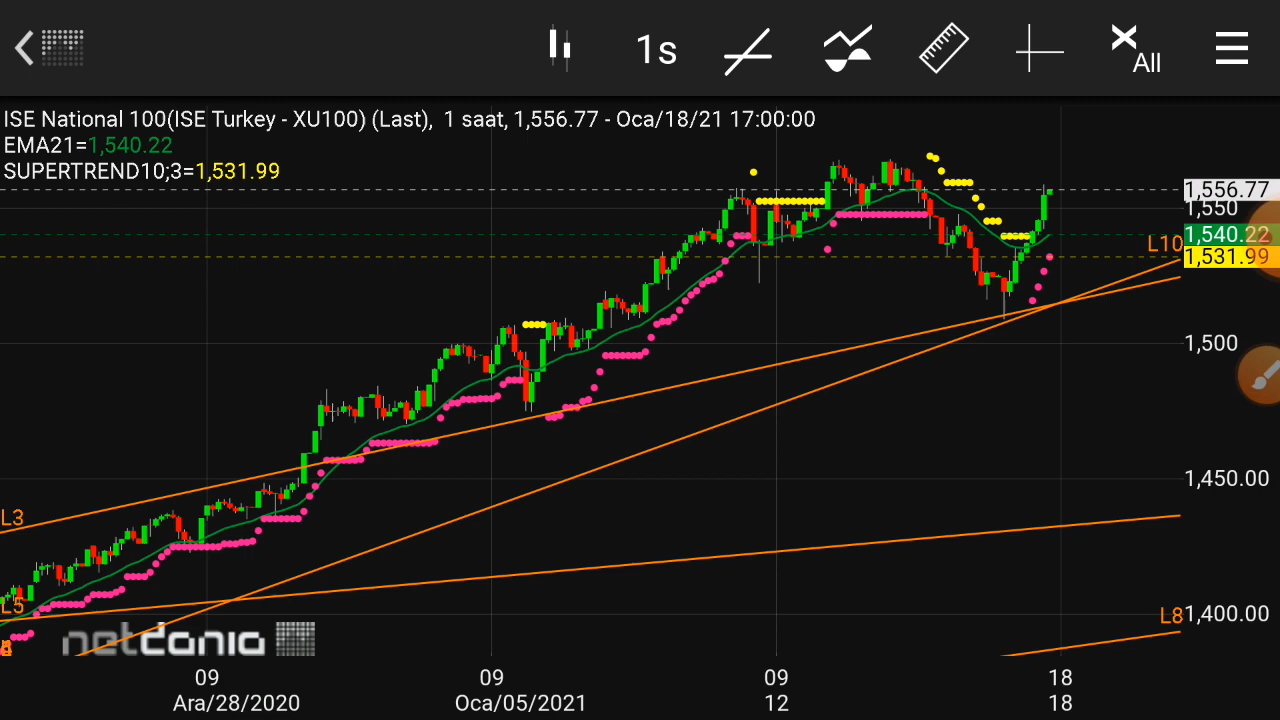 1s
All
ISE National 100(ISE Turkey - XU100) (Last), 1 saat, 1,556.77 - Oca/18/21 17:00:00
EMA21=1,540.22
SUPERTREND10;3=1,531.99
1,556.77
1,550
1,540.22
L10
1,531.99
1,500
1,450.00
L3
L5
L8
1,400.00
netdania
09
09
09
18
Ara/28/2020
Oca/05/2021
12
18